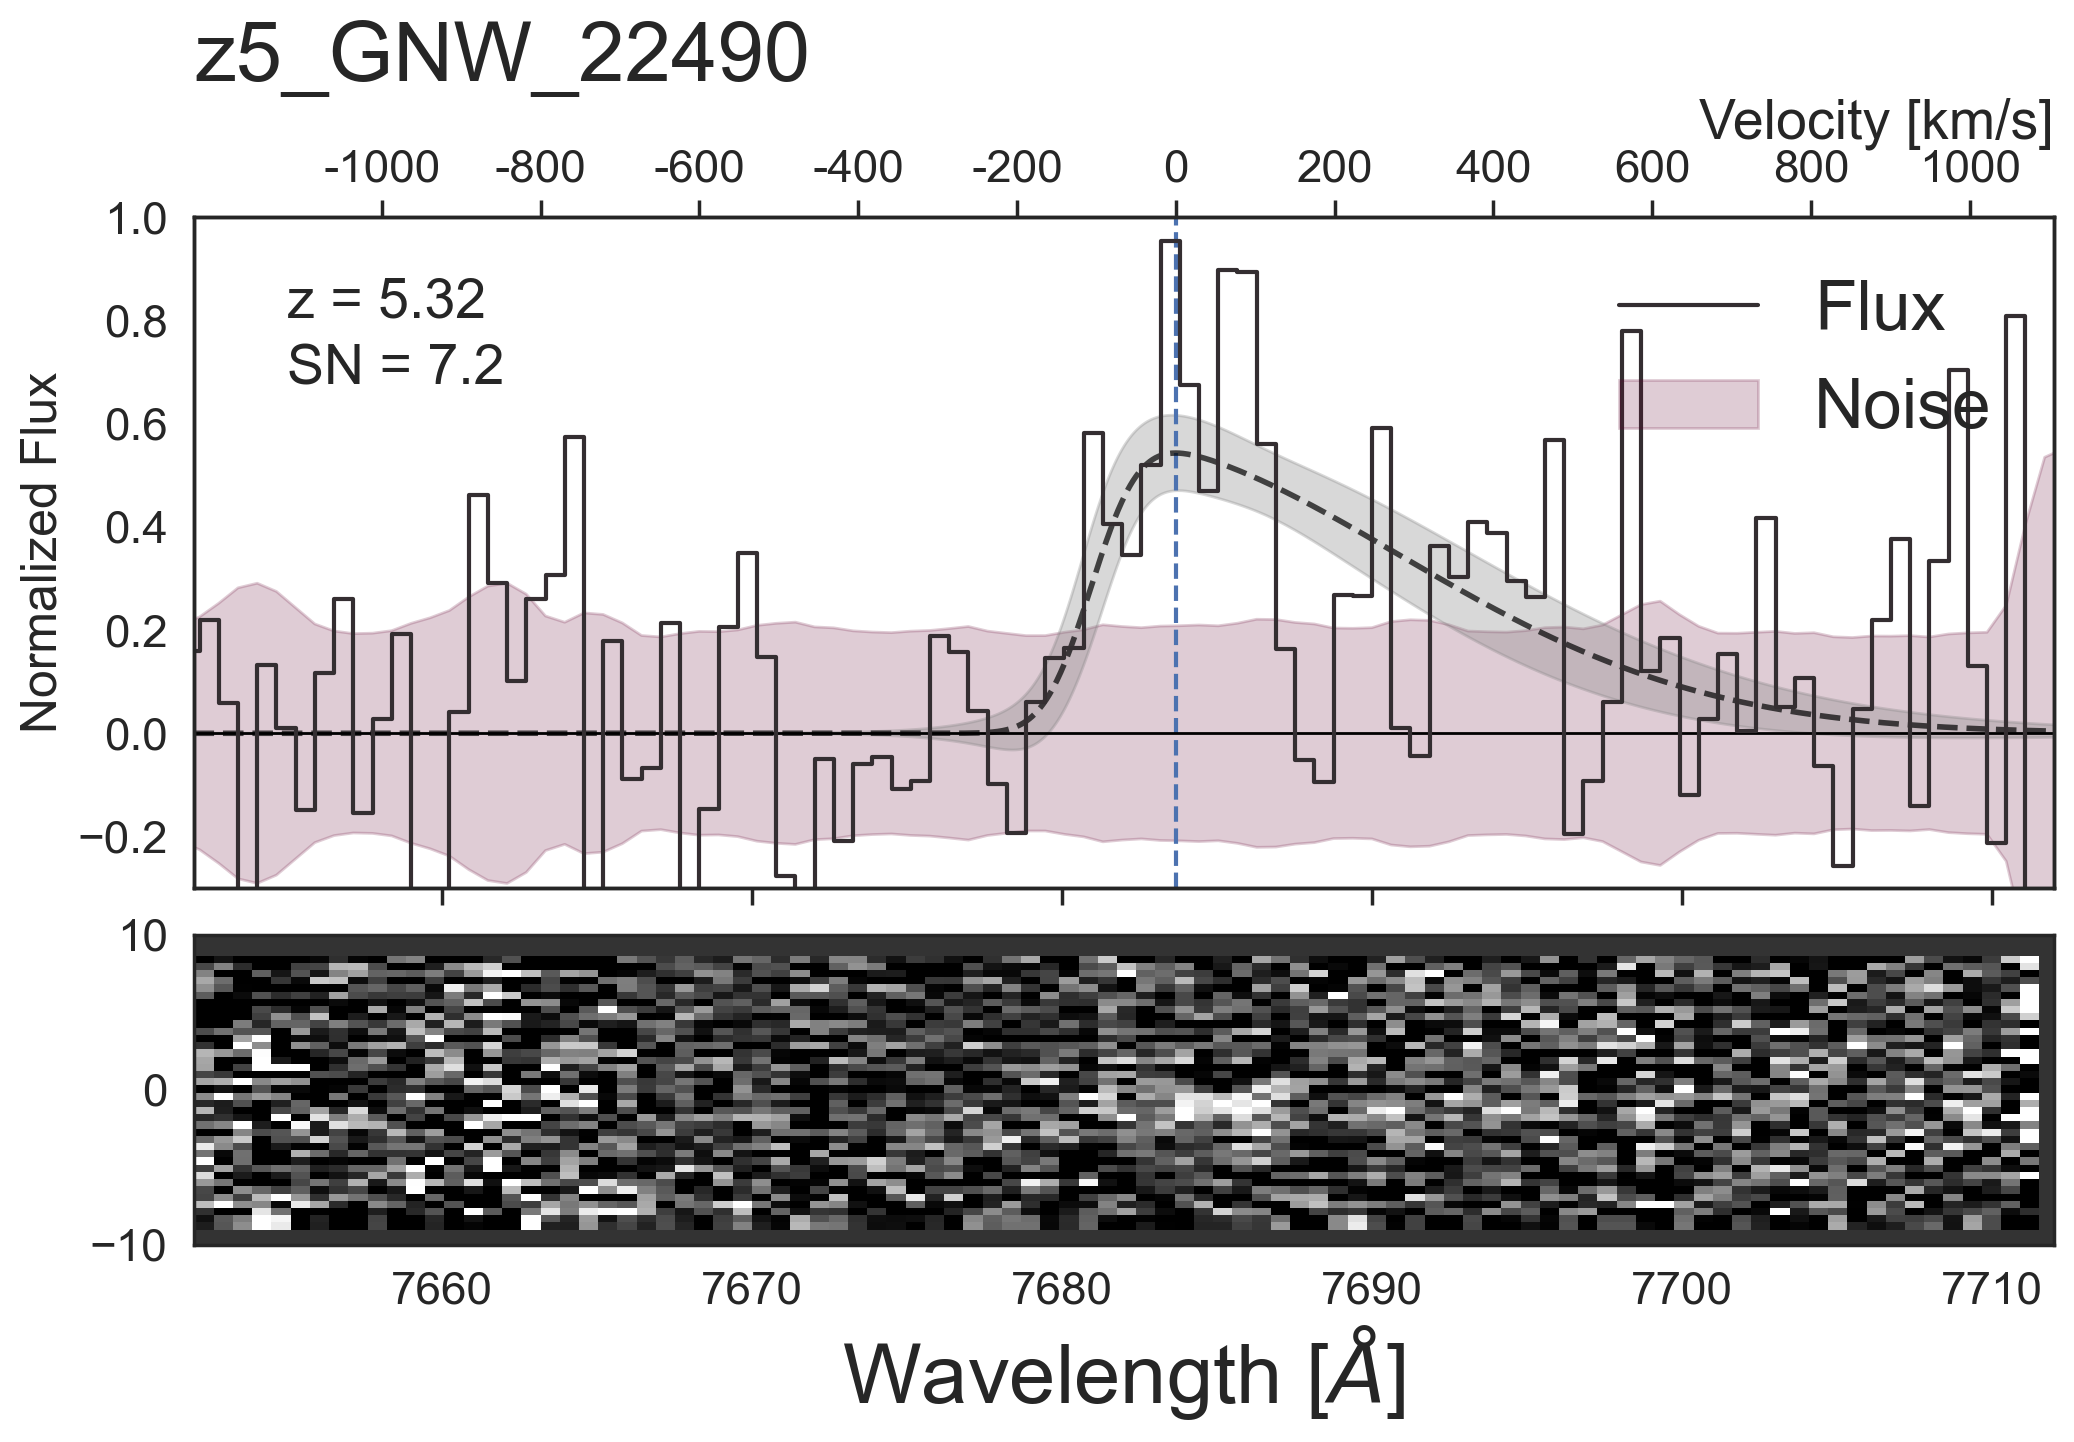 z5_GNW_22490
Velocity [km/s]
-1000 -800 -600 -400 -200 0 200 400 600 800 1000
1.0
0.8
0.6
0.4
0.2
0.0
−0.2
Normalized Flux
z = 5.32
SN = 7.2
Flux
Noise
10
0
−10
7660 7670 7680 7690 7700 7710
Wavelength [Å]